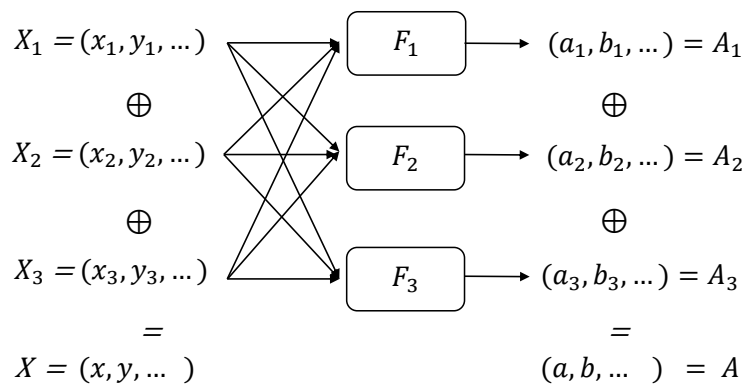 X₁ = (x₁, y₁, …) F₁ (a₁, b₁, …) = A₁
⊕ ⊕
X₂ = (x₂, y₂, …) F₂ (a₂, b₂, …) = A₂
⊕ ⊕
X₃ = (x₃, y₃, …) F₃ (a₃, b₃, …) = A₃
= =
X = (x, y, … ) (a, b, … ) = A